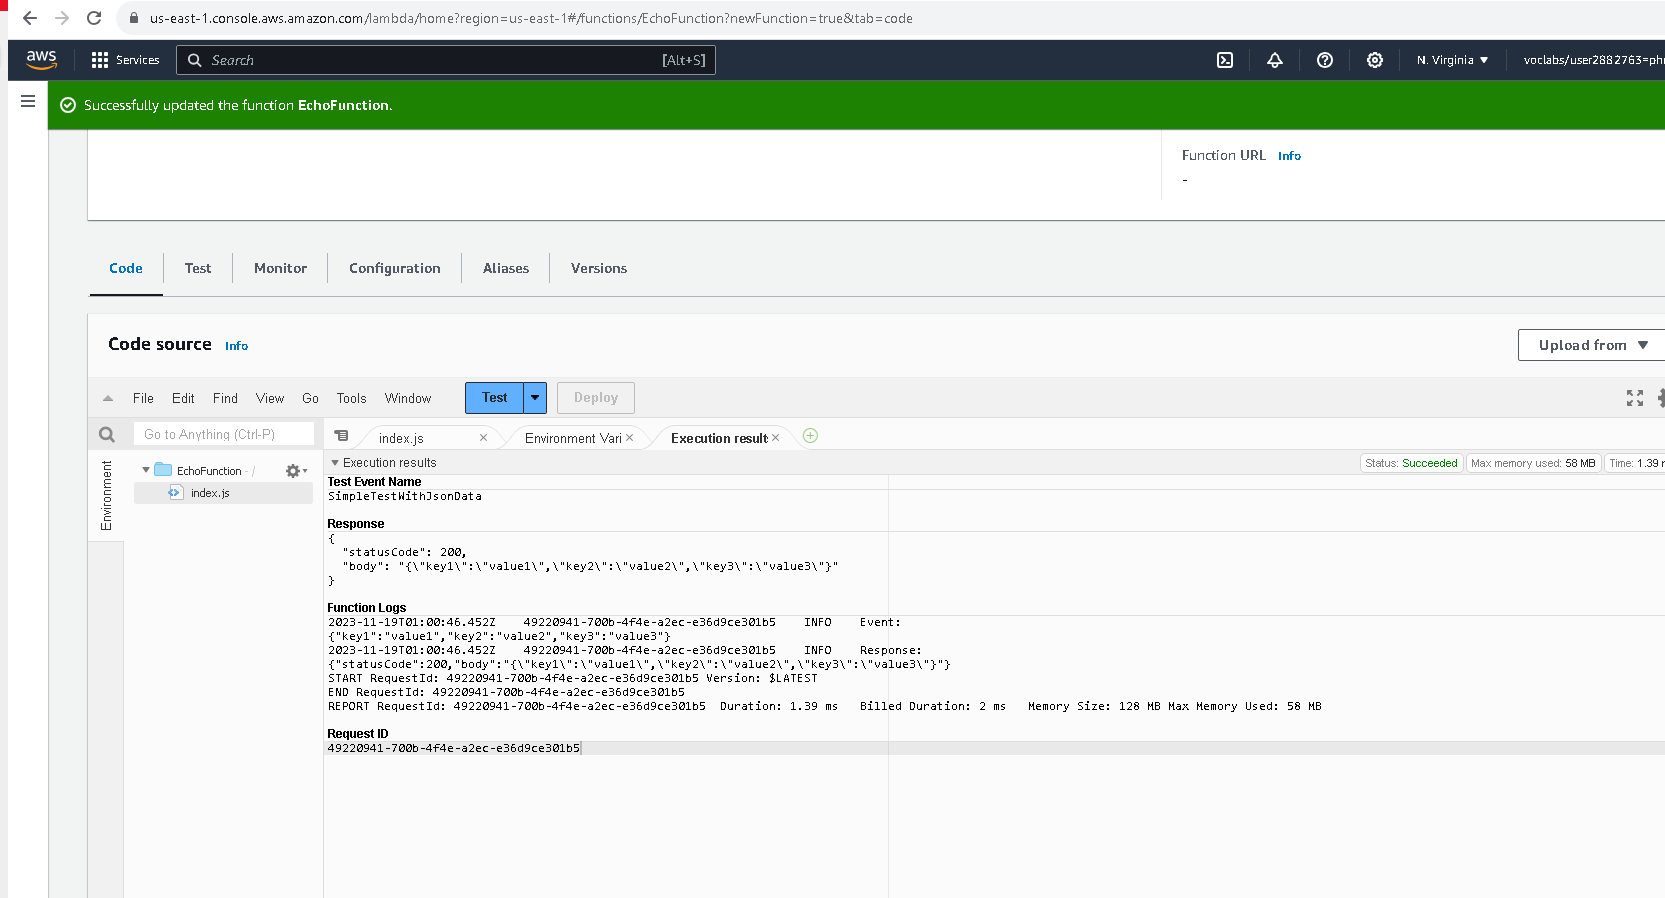 us-east-1.console.aws.amazon.com/lambda/home?region=us-east-1#/functions/EchoFunction?newFunction=true&tab=code
aws
Services
Search
[Alt+S]
N. Virginia
voclabs/user2882763=ph
Successfully updated the function EchoFunction.
Function URL Info
-
Code
Test
Monitor
Configuration
Aliases
Versions
Code source Info
Upload from
File Edit Find View Go Tools Window
Test
Deploy
Go to Anything (Ctrl-P)
index.js
Environment Vari
Execution result
Environment
EchoFunction - /
index.js
Execution results
Status: Succeeded
Max memory used: 58 MB
Time: 1.39
Test Event Name
SimpleTestWithJsonData
Response
{
"statusCode": 200,
"body": "{\"key1\":\"value1\",\"key2\":\"value2\",\"key3\":\"value3\"}"
}
Function Logs
2023-11-19T01:00:46.452Z 49220941-700b-4f4e-a2ec-e36d9ce301b5 INFO Event:
{"key1":"value1","key2":"value2","key3":"value3"}
2023-11-19T01:00:46.452Z 49220941-700b-4f4e-a2ec-e36d9ce301b5 INFO Response:
{"statusCode":200,"body":"{\"key1\":\"value1\",\"key2\":\"value2\",\"key3\":\"value3\"}"}
START RequestId: 49220941-700b-4f4e-a2ec-e36d9ce301b5 Version: $LATEST
END RequestId: 49220941-700b-4f4e-a2ec-e36d9ce301b5
REPORT RequestId: 49220941-700b-4f4e-a2ec-e36d9ce301b5 Duration: 1.39 ms Billed Duration: 2 ms Memory Size: 128 MB Max Memory Used: 58 MB
Request ID
49220941-700b-4f4e-a2ec-e36d9ce301b5